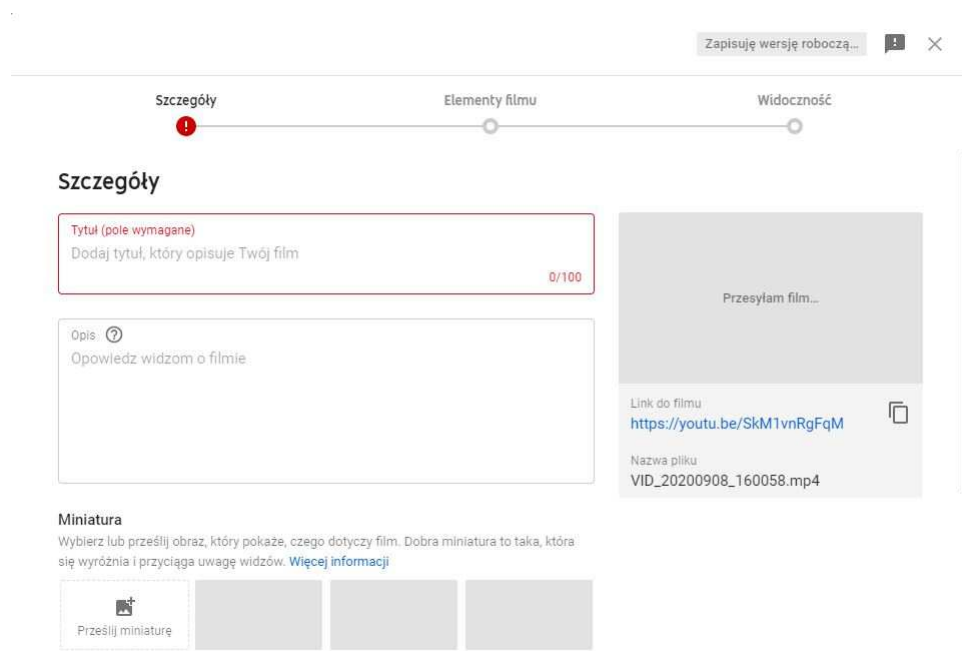 Zapisuję wersję roboczą...
Szczegóły
Elementy filmu
Widoczność
Szczegóły
Tytuł (pole wymagane)
Dodaj tytuł, który opisuje Twój film
0/100
Przesyłam film...
Opis
Opowiedz widzom o filmie
Link do filmu
https://youtu.be/SkM1vnRgFqM
Nazwa pliku
VID_20200908_160058.mp4
Miniatura
Wybierz lub prześlij obraz, który pokaże, czego dotyczy film. Dobra miniatura to taka, która
się wyróżnia i przyciąga uwagę widzów. Więcej informacji
Prześlij miniaturę